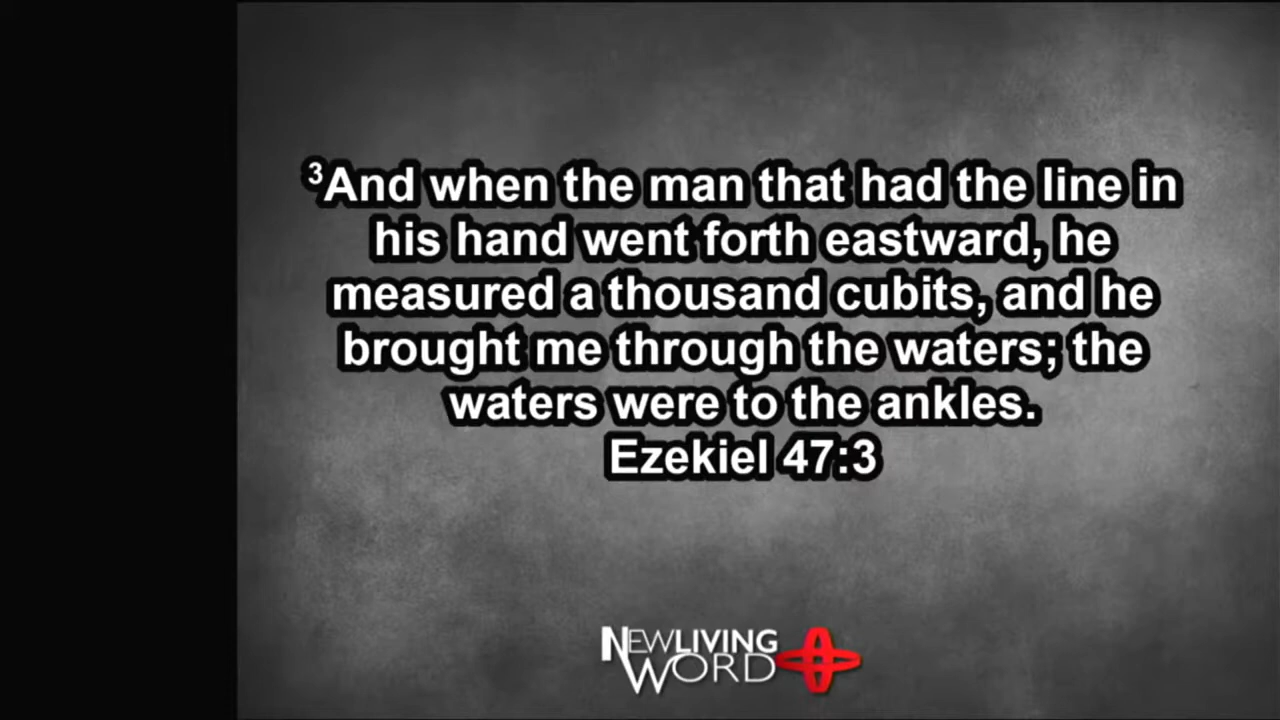 ³And when the man that had the line in
his hand went forth eastward, he
measured a thousand cubits, and he
brought me through the waters; the
waters were to the ankles.
Ezekiel 47:3
NEWLIVING
WORD